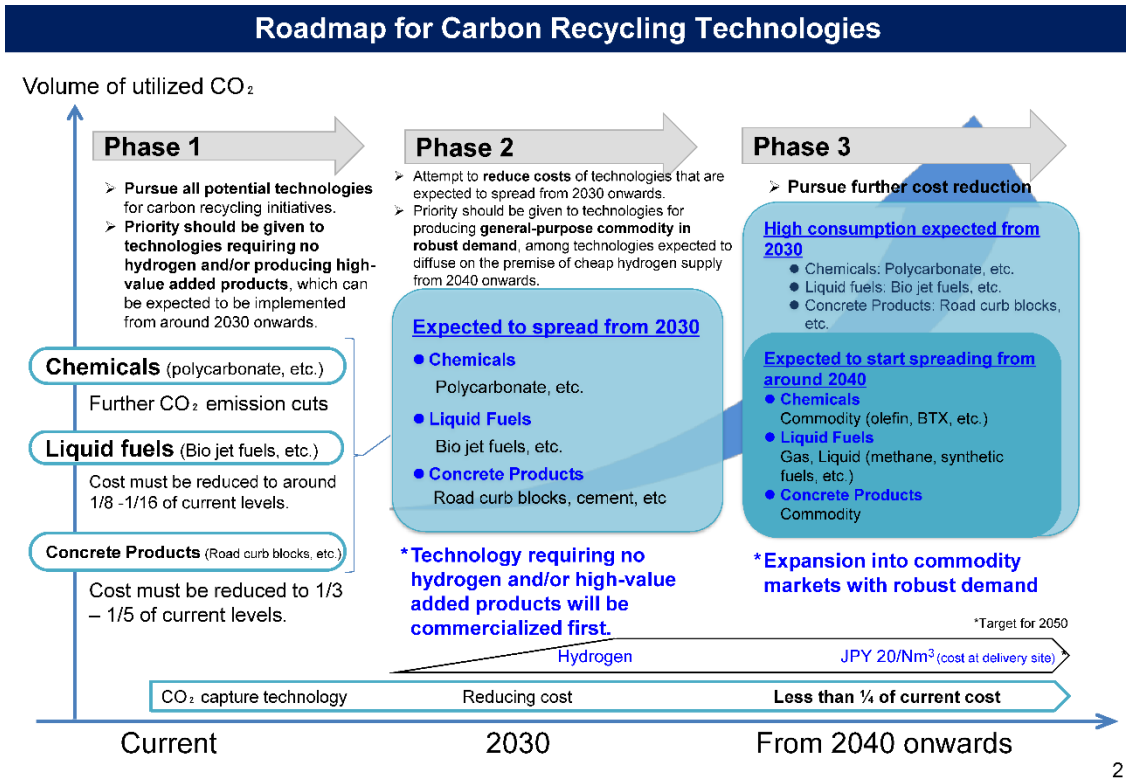 Roadmap for Carbon Recycling Technologies
Volume of utilized CO₂
Phase 1
➢ Pursue all potential technologies
for carbon recycling initiatives.
➢ Priority should be given to
technologies requiring no
hydrogen and/or producing high-
value added products, which can
be expected to be implemented
from around 2030 onwards.
Chemicals (polycarbonate, etc.)
Further CO₂ emission cuts
Liquid fuels (Bio jet fuels, etc.)
Cost must be reduced to around
1/8 -1/16 of current levels.
Concrete Products (Road curb blocks, etc.)
Cost must be reduced to 1/3
– 1/5 of current levels.
Phase 2
➢ Attempt to reduce costs of technologies that are
expected to spread from 2030 onwards.
➢ Priority should be given to technologies for
producing general-purpose commodity in
robust demand, among technologies expected to
diffuse on the premise of cheap hydrogen supply
from 2040 onwards.
Expected to spread from 2030
● Chemicals
Polycarbonate, etc.
● Liquid Fuels
Bio jet fuels, etc.
● Concrete Products
Road curb blocks, cement, etc
*Technology requiring no
hydrogen and/or high-value
added products will be
commercialized first.
Phase 3
➢ Pursue further cost reduction
High consumption expected from
2030
● Chemicals: Polycarbonate, etc.
● Liquid fuels: Bio jet fuels, etc.
● Concrete Products: Road curb blocks,
etc.
Expected to start spreading from
around 2040
● Chemicals
Commodity (olefin, BTX, etc.)
● Liquid Fuels
Gas, Liquid (methane, synthetic
fuels, etc.)
● Concrete Products
Commodity
*Expansion into commodity
markets with robust demand
*Target for 2050
Hydrogen JPY 20/Nm³ (cost at delivery site) *
CO₂ capture technology Reducing cost Less than ¼ of current cost
Current 2030 From 2040 onwards
2